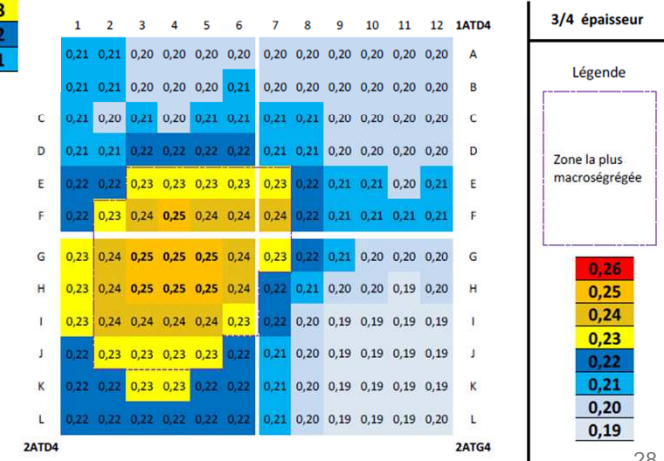 3
2
1
1 2 3 4 5 6 7 8 9 10 11 12 1ATD4
0,21 0,21 0,20 0,20 0,20 0,20 0,20 0,20 0,20 0,20 0,20 0,20 A
0,21 0,21 0,20 0,20 0,20 0,21 0,20 0,20 0,20 0,20 0,20 0,20 B
C 0,21 0,20 0,21 0,20 0,21 0,21 0,21 0,21 0,20 0,20 0,20 0,20 C
D 0,21 0,21 0,22 0,22 0,22 0,22 0,21 0,21 0,20 0,20 0,20 0,20 D
E 0,22 0,22 0,23 0,23 0,23 0,23 0,23 0,22 0,21 0,21 0,20 0,21 E
F 0,22 0,23 0,24 0,25 0,24 0,24 0,24 0,22 0,21 0,21 0,21 0,21 F
G 0,23 0,24 0,25 0,25 0,25 0,24 0,23 0,22 0,21 0,20 0,20 0,20 G
H 0,23 0,24 0,25 0,25 0,25 0,24 0,22 0,21 0,20 0,20 0,19 0,20 H
I 0,23 0,24 0,24 0,24 0,24 0,23 0,22 0,20 0,19 0,19 0,19 0,19 I
J 0,22 0,23 0,23 0,23 0,23 0,22 0,21 0,20 0,19 0,19 0,19 0,19 J
K 0,22 0,22 0,23 0,23 0,22 0,22 0,21 0,20 0,19 0,19 0,19 0,19 K
L 0,22 0,22 0,22 0,22 0,22 0,22 0,21 0,20 0,19 0,19 0,19 0,20 L
2ATD4 2ATG4
3/4 épaisseur
Légende
Zone la plus
macroségrégée
0,26
0,25
0,24
0,23
0,22
0,21
0,20
0,19
28